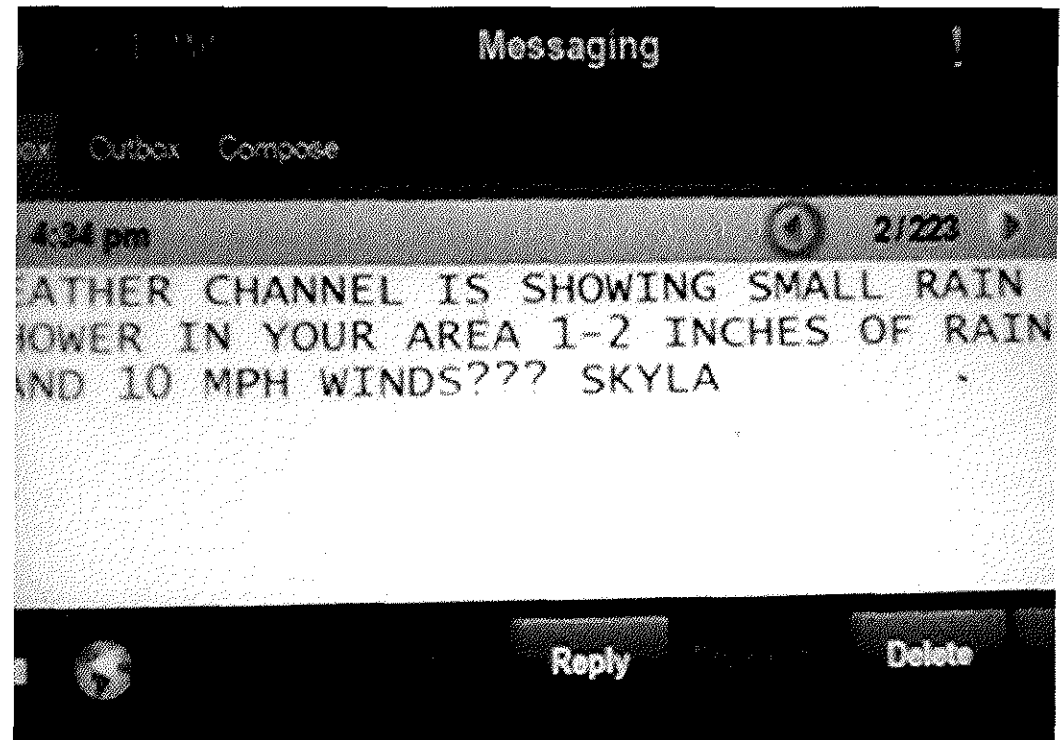 Messaging !
Outbox Compose
4:34 pm 2/223
EATHER CHANNEL IS SHOWING SMALL RAIN
HOWER IN YOUR AREA 1-2 INCHES OF RAIN
AND 10 MPH WINDS??? SKYLA
Reply Delete